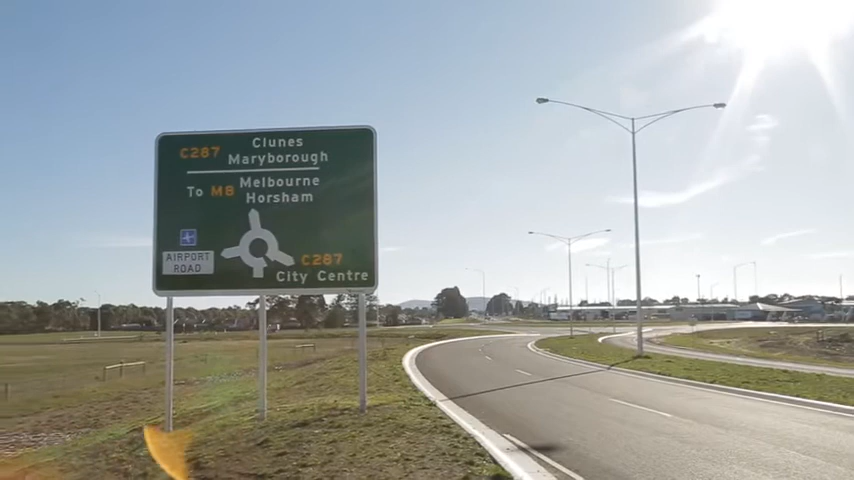 Clunes
C287 Maryborough
To M8 Melbourne
Horsham
AIRPORT
ROAD
C287
City Centre